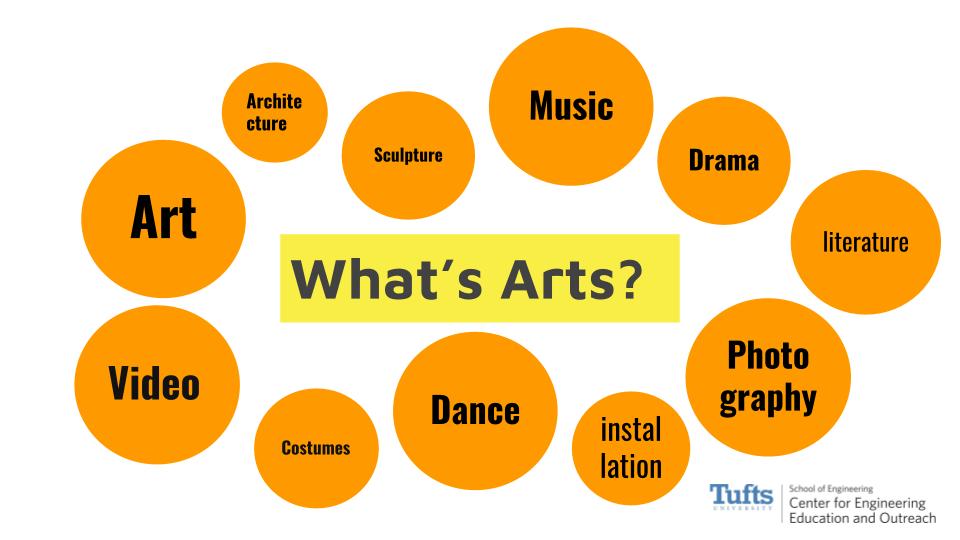 Music
Archite
cture
Sculpture
Drama
Art
literature
What's Arts?
Photo
graphy
Video
Dance
Costumes
instal
lation
Tufts
UNIVERSITY
School of Engineering
Center for Engineering
Education and Outreach